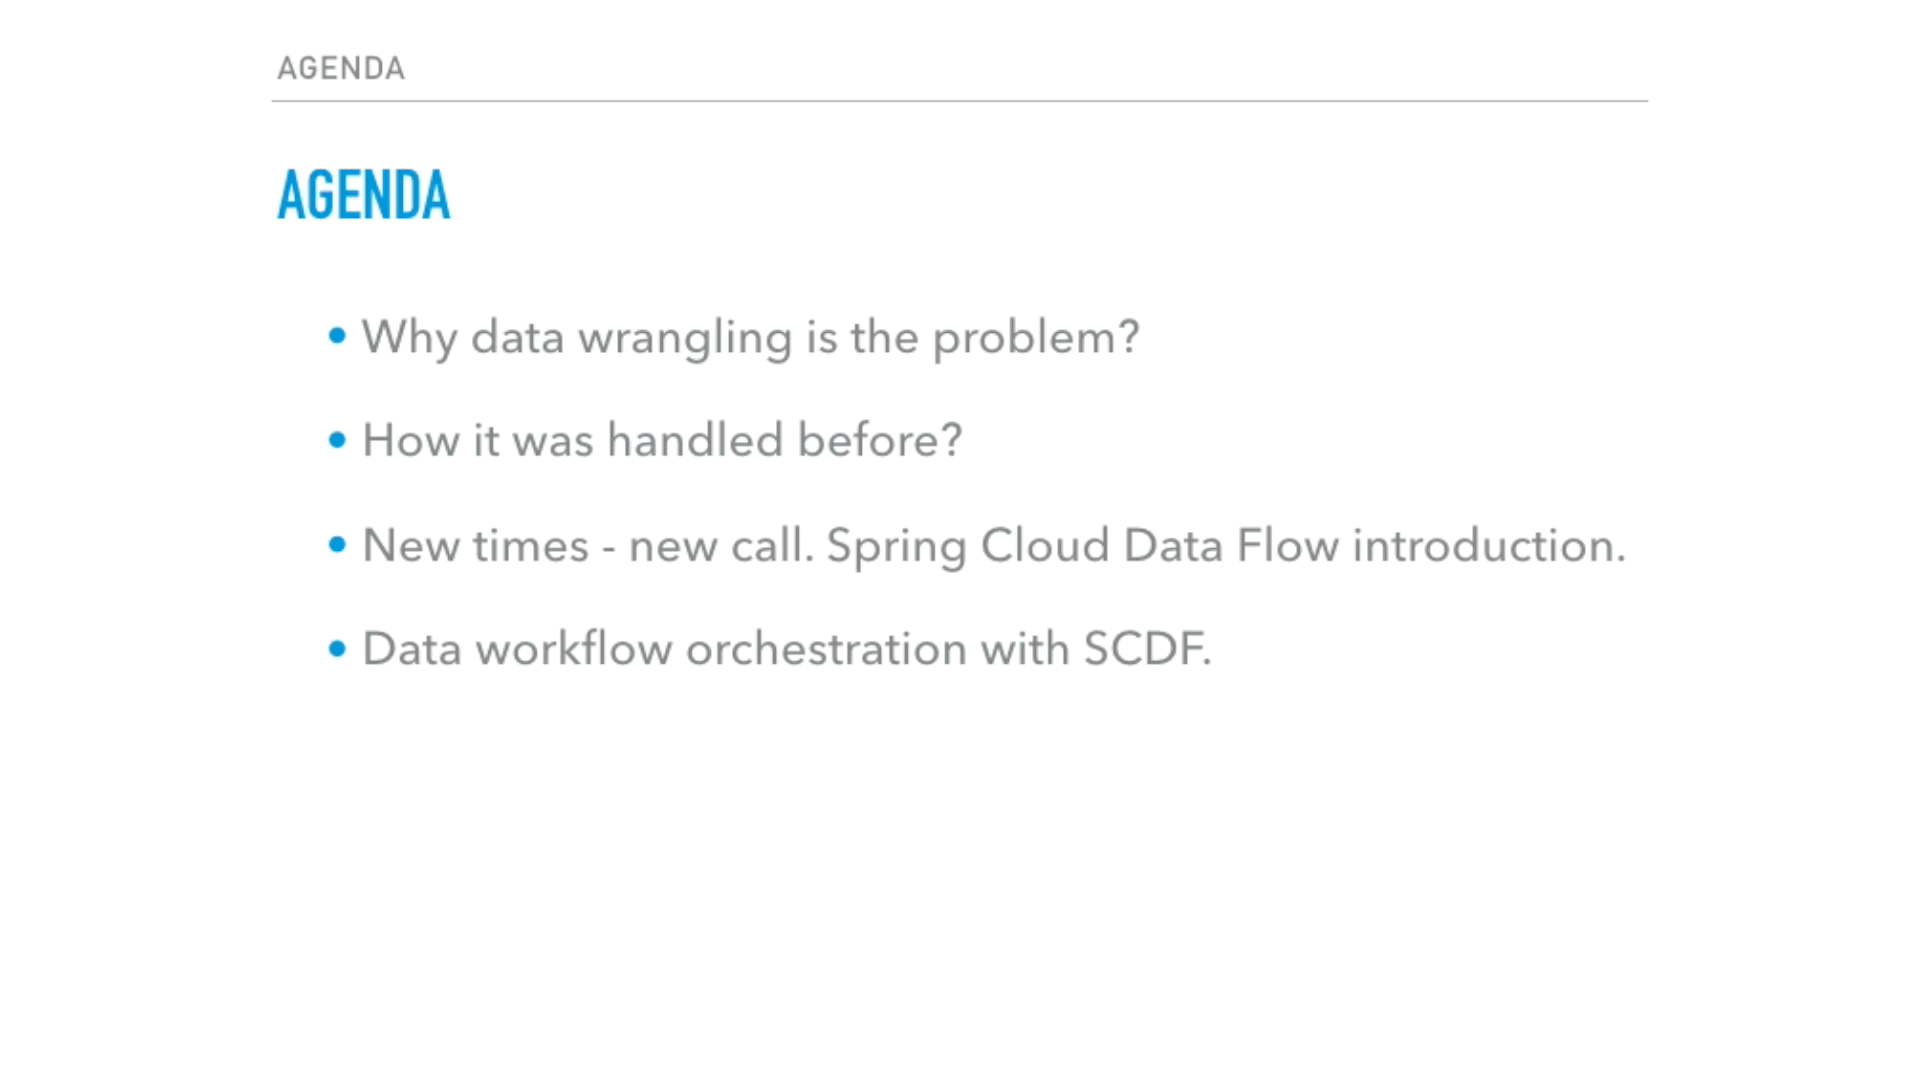 AGENDA
AGENDA
• Why data wrangling is the problem?
• How it was handled before?
• New times - new call. Spring Cloud Data Flow introduction.
• Data workflow orchestration with SCDF.